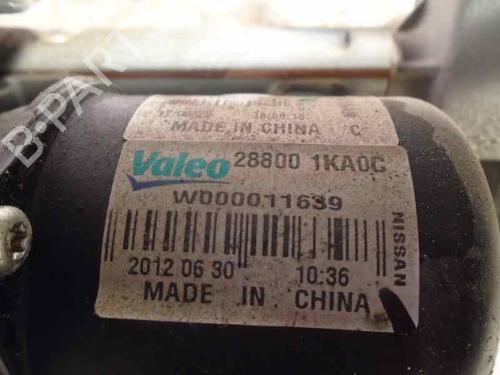 MADE IN CHINA C
Valeo 28800 1KA0C
W000011639
NISSAN
2012 06 30 10:36
MADE IN CHINA
B-PARTS